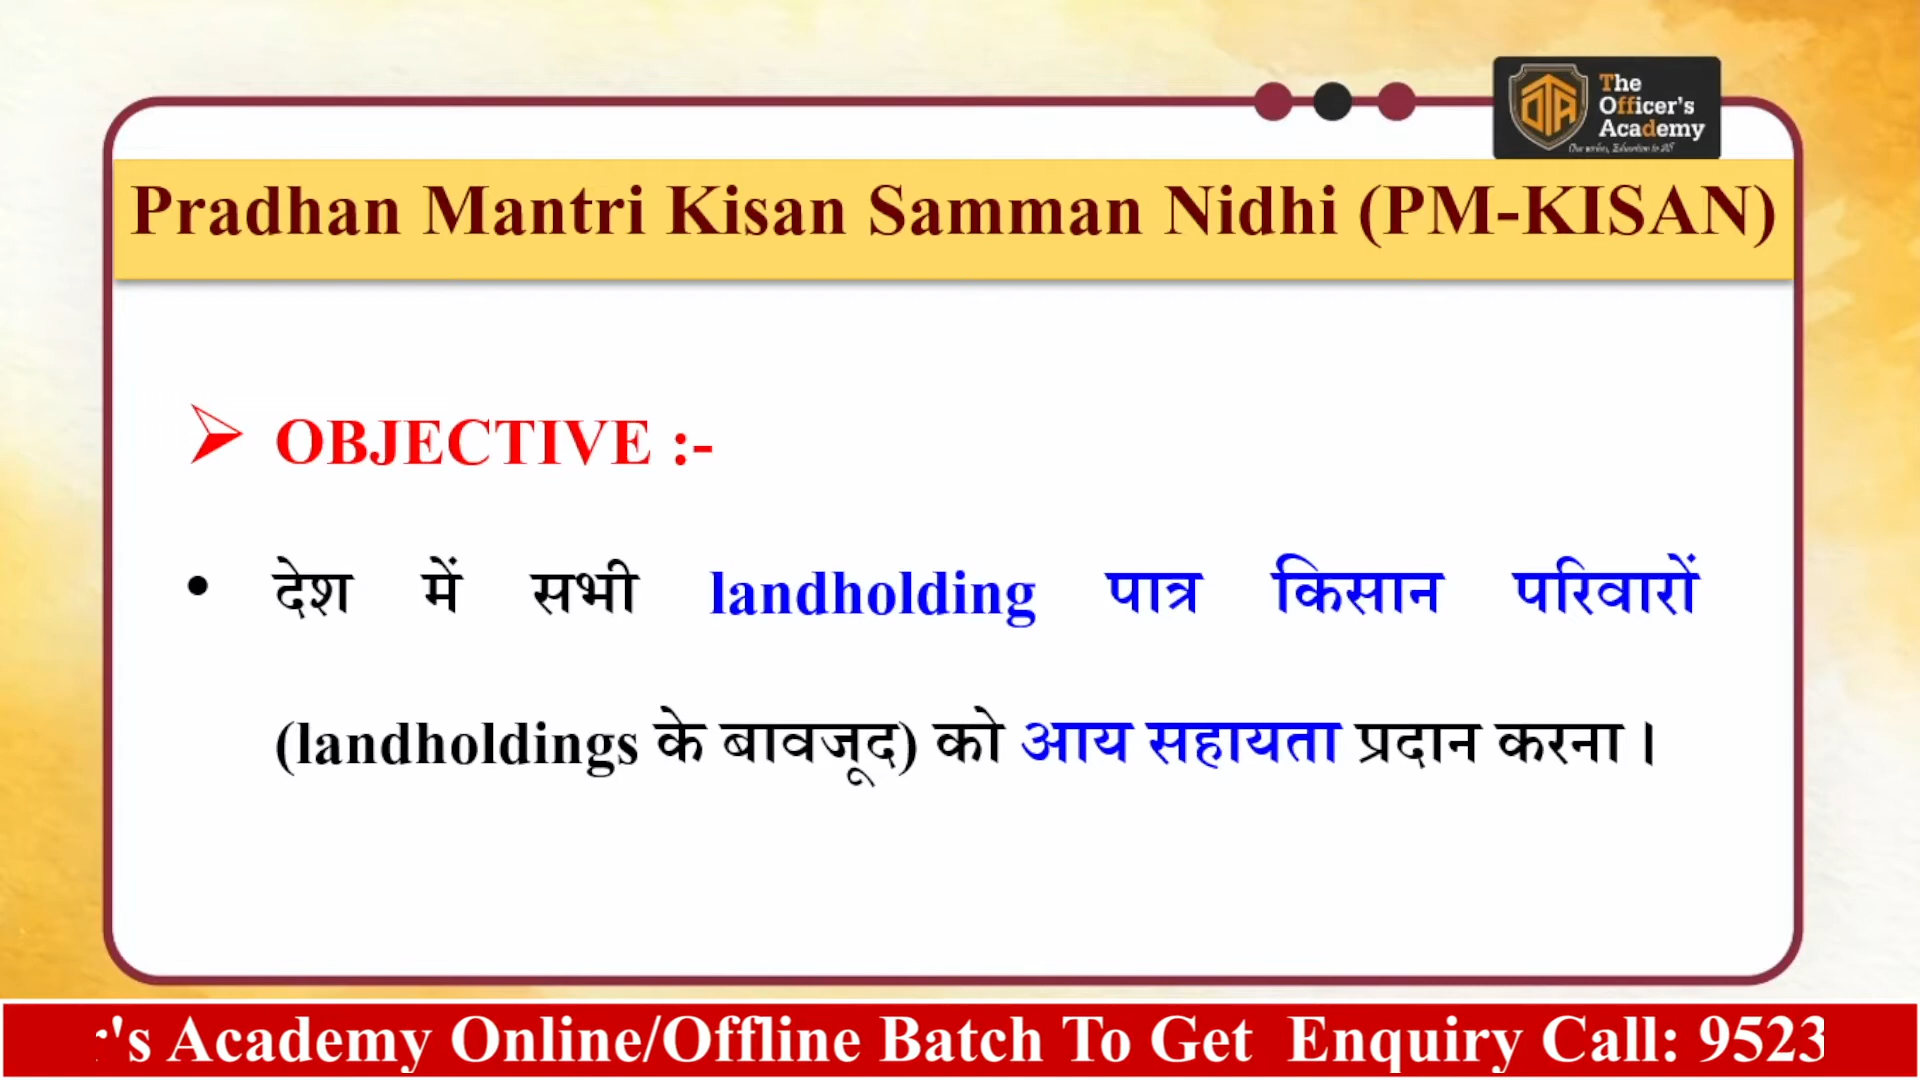 The
Officer's
Academy
Pradhan Mantri Kisan Samman Nidhi (PM-KISAN)
➢ OBJECTIVE :-
• देश में सभी landholding पात्र किसान परिवारों
(landholdings के बावजूद) को आय सहायता प्रदान करना।
's Academy Online/Offline Batch To Get Enquiry Call: 9523